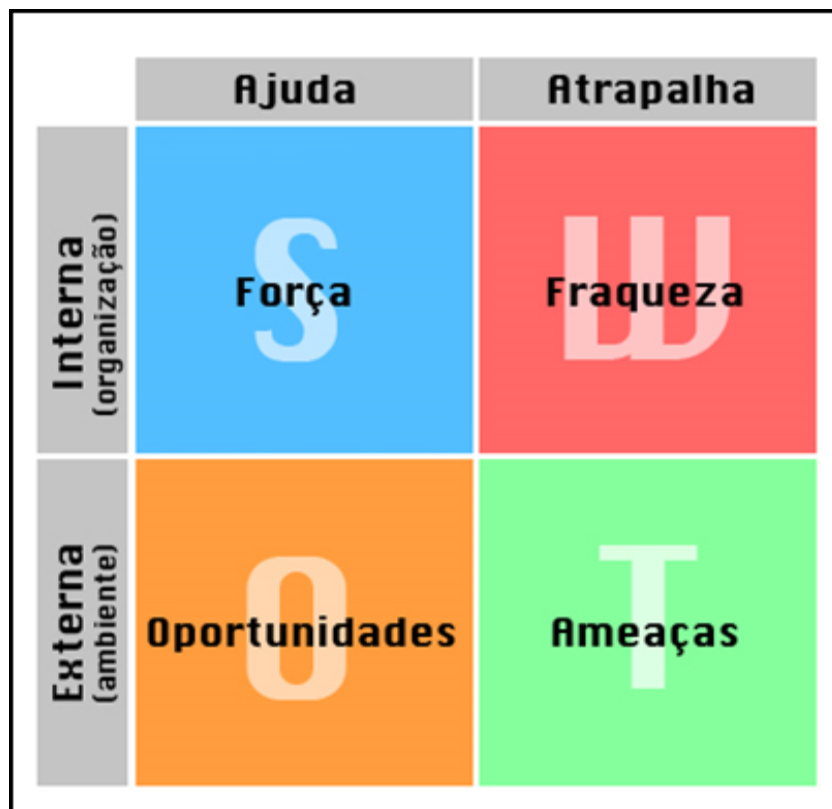 Ajuda Atrapalha
Interna
(organização)
S
Força
W
Fraqueza
Externa
(ambiente)
O
Oportunidades
T
Ameaças